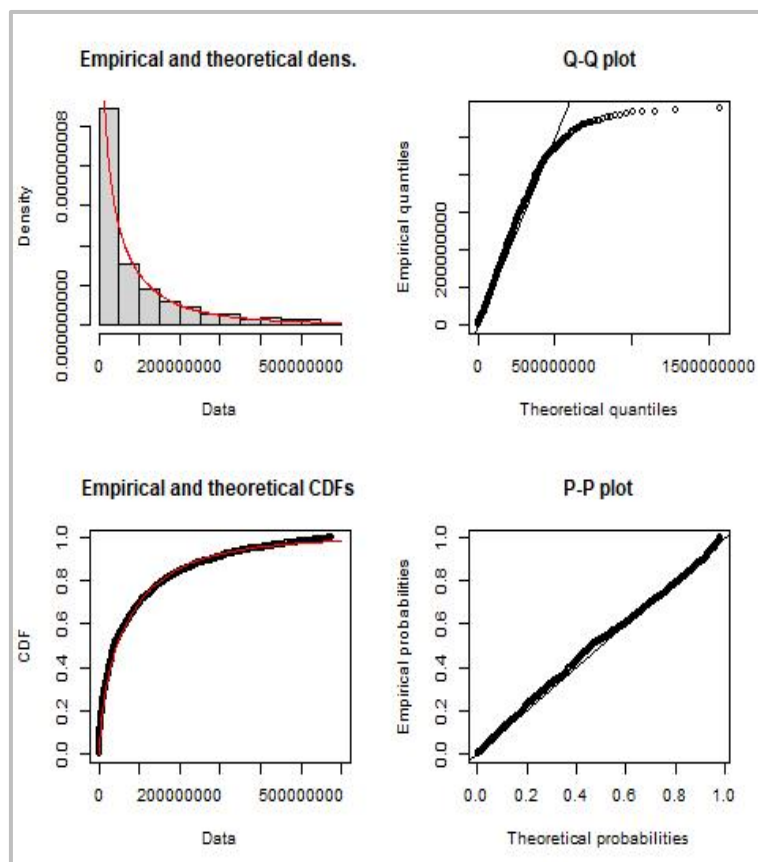 Empirical and theoretical dens.
Density
0.0000000000
0.0000000008
0
200000000
500000000
Data
Q-Q plot
Empirical quantiles
0
2000000000
0
500000000
1500000000
Theoretical quantiles
Empirical and theoretical CDFs
CDF
0.0
0.2
0.4
0.6
0.8
1.0
0
200000000
500000000
Data
P-P plot
Empirical probabilities
0.0
0.2
0.4
0.6
0.8
1.0
0.0
0.2
0.4
0.6
0.8
1.0
Theoretical probabilities